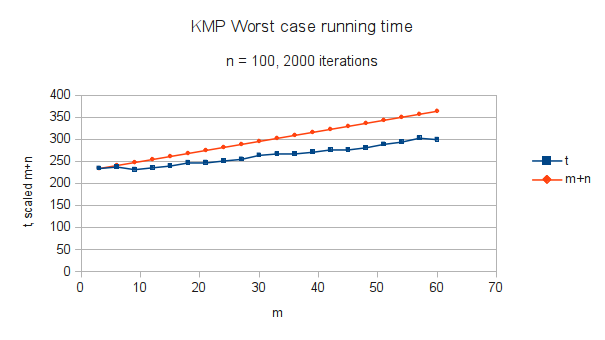 KMP Worst case running time
n = 100, 2000 iterations
t, scaled m+n
400
350
300
250
200
150
100
50
0
0 10 20 30 40 50 60 70
m
t
m+n